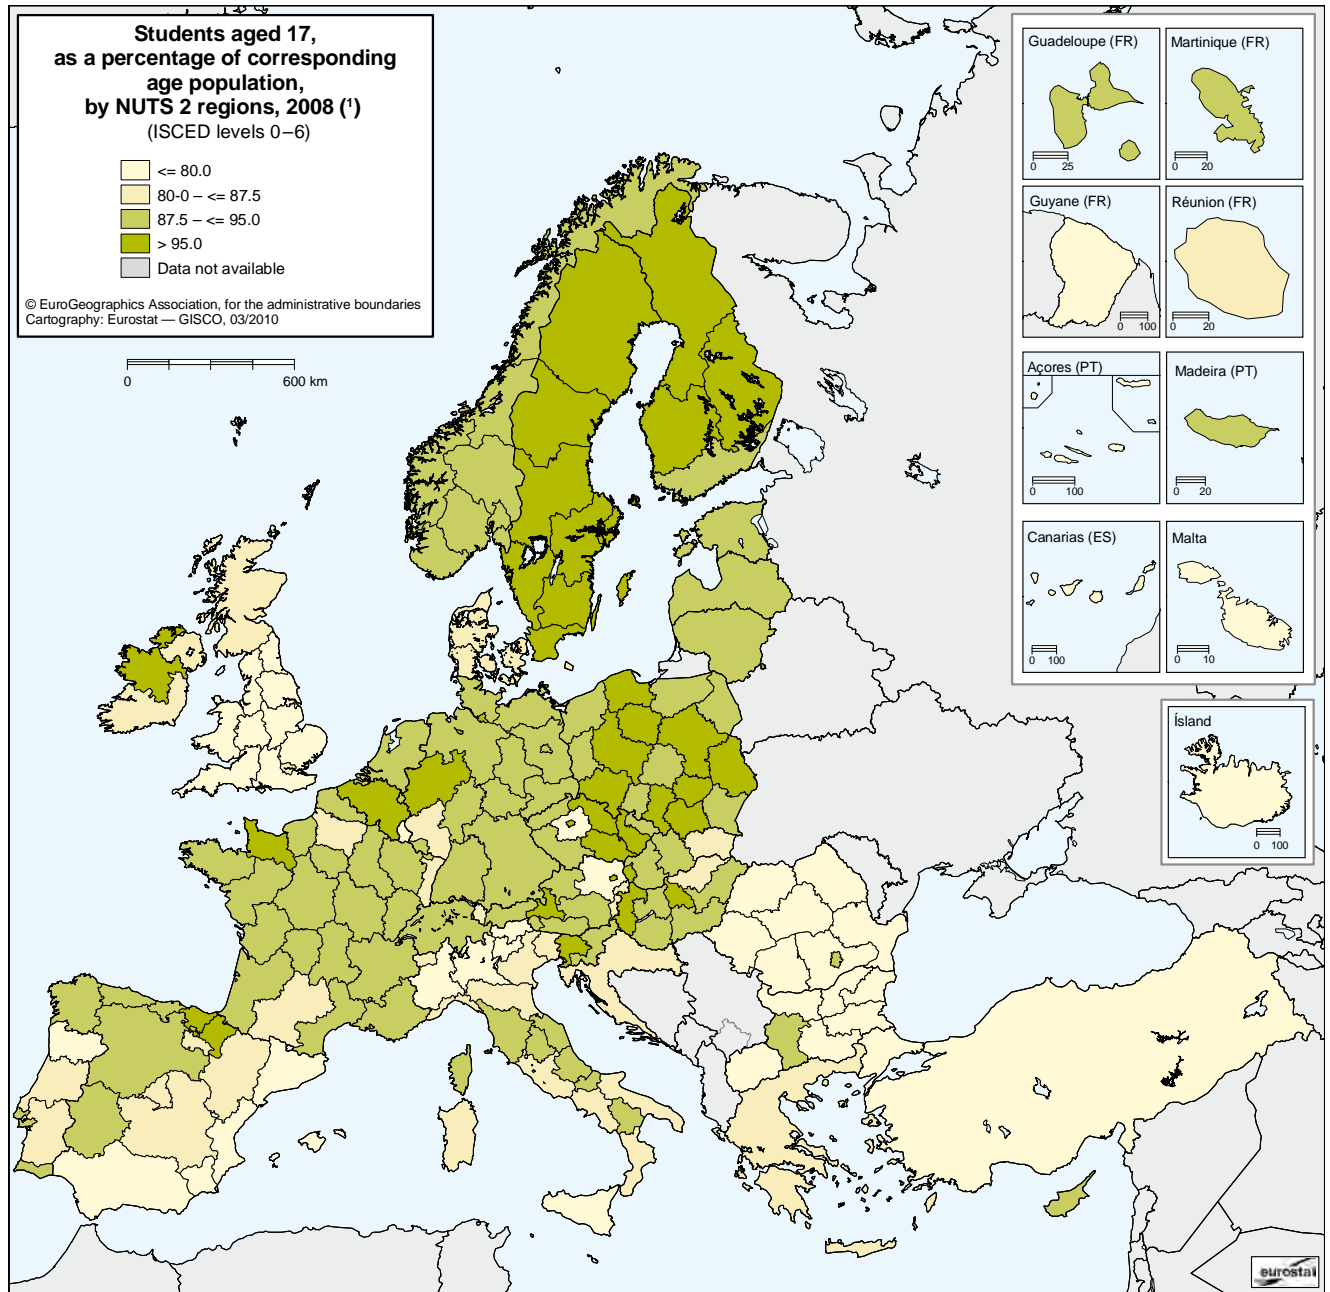 Students aged 17,
as a percentage of corresponding
age population,
by NUTS 2 regions, 2008 (¹)
(ISCED levels 0–6)
<= 80.0
80-0 – <= 87.5
87.5 – <= 95.0
> 95.0
Data not available
© EuroGeographics Association, for the administrative boundaries
Cartography: Eurostat — GISCO, 03/2010
0 600 km
Guadeloupe (FR)
0 25
Martinique (FR)
0 20
Guyane (FR)
0 100
Réunion (FR)
0 20
Açores (PT)
0 100
Madeira (PT)
0 20
Canarias (ES)
0 100
Malta
0 10
Ísland
0 100
eurostat